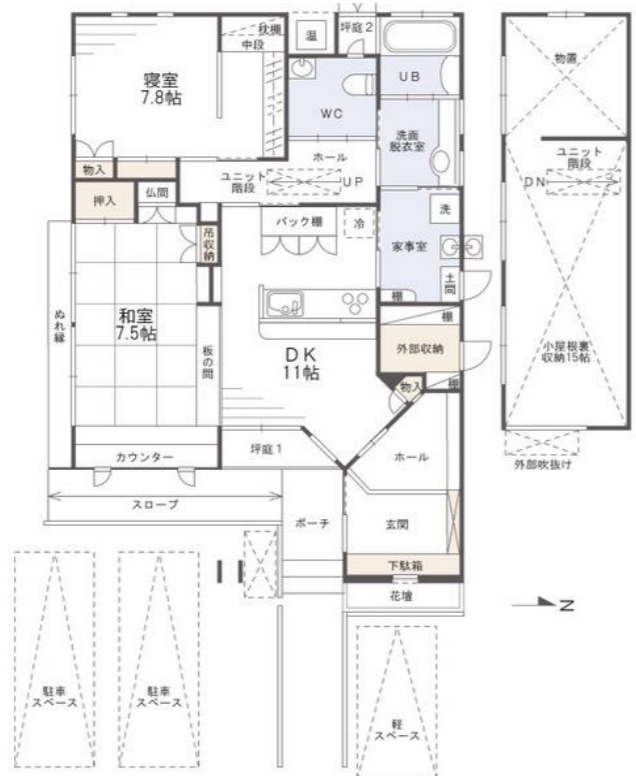 枕棚
中段
寝室
7.8帖
温
坪庭2
UB
WC
洗面
脱衣室
物置
ホール
ユニット
階段
UP
物入
押入
仏間
吊収納
バック棚
冷
洗
家事室
土間
棚
DN
ユニット
階段
小屋根裏
収納15帖
外部吹抜け
ぬれ縁
和室
7.5帖
板の間
DK
11帖
棚
外部収納
棚
物入
カウンター
坪庭1
ホール
スロープ
ポーチ
玄関
下駄箱
花壇
N
駐車
スペース
駐車
スペース
軽
スペース